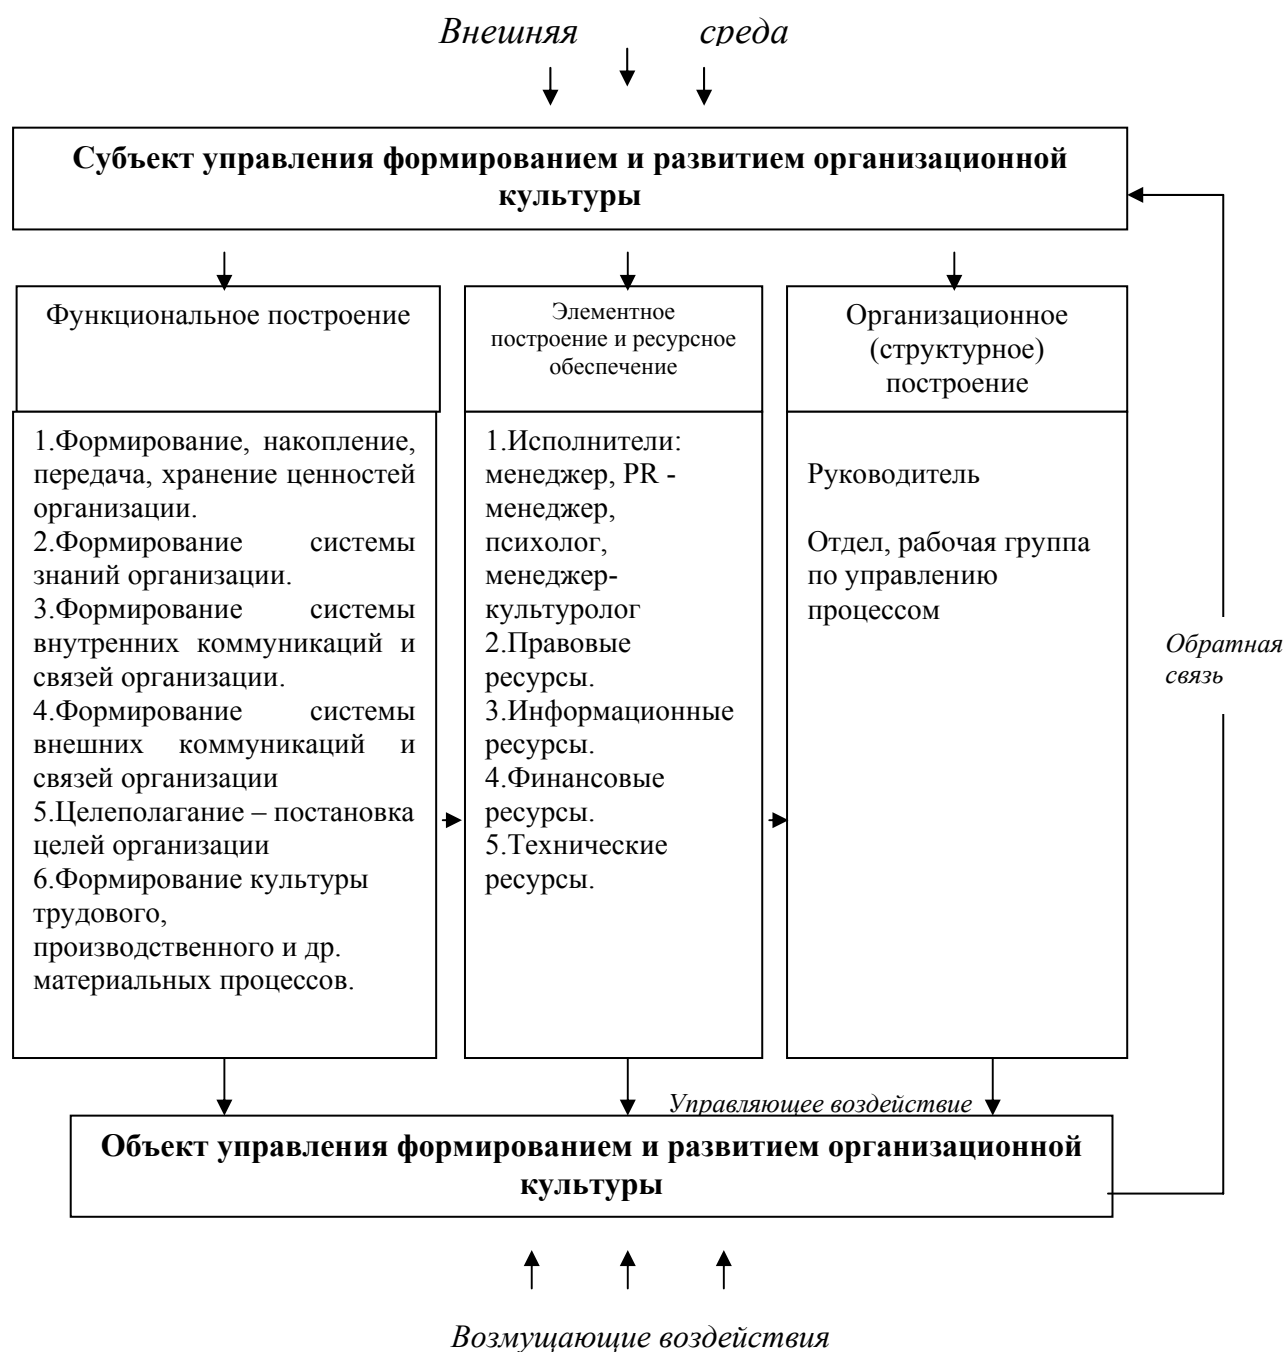 Внешняя среда
Субъект управления формированием и развитием организационной
культуры
Функциональное построение
Элементное
построение и ресурсное
обеспечение
Организационное
(структурное)
построение
1.Формирование, накопление,
передача, хранение ценностей
организации.
2.Формирование системы
знаний организации.
3.Формирование системы
внутренних коммуникаций и
связей организации.
4.Формирование системы
внешних коммуникаций и
связей организации
5.Целеполагание – постановка
целей организации
6.Формирование культуры
трудового,
производственного и др.
материальных процессов.
1.Исполнители:
менеджер, PR -
менеджер,
психолог,
менеджер-
культуролог
2.Правовые
ресурсы.
3.Информационные
ресурсы.
4.Финансовые
ресурсы.
5.Технические
ресурсы.
Руководитель
Отдел, рабочая группа
по управлению
процессом
Обратная
связь
Управляющее воздействие
Объект управления формированием и развитием организационной
культуры
Возмущающие воздействия